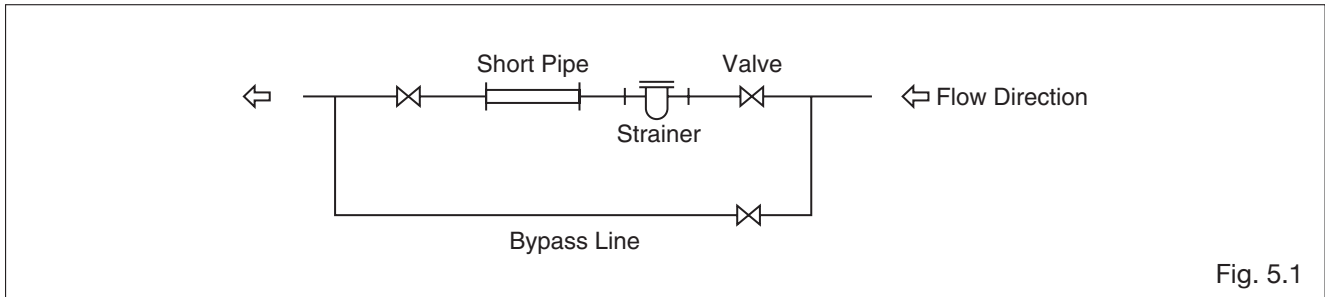 Short Pipe
Valve
Flow Direction
Strainer
Bypass Line
Fig. 5.1